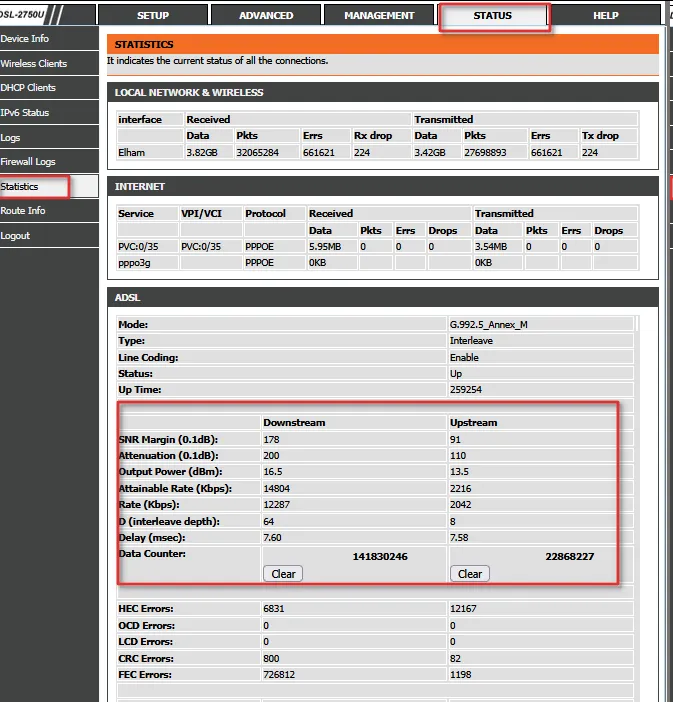 DSL-2750U
SETUP ADVANCED MANAGEMENT STATUS HELP
Device Info
Wireless Clients
DHCP Clients
IPv6 Status
Logs
Firewall Logs
Statistics
Route Info
Logout
STATISTICS
It indicates the current status of all the connections.
LOCAL NETWORK & WIRELESS
interface Received Transmitted
Data Pkts Errs Rx drop Data Pkts Errs Tx drop
Elham 3.82GB 32065284 661621 224 3.42GB 27698893 661621 224
INTERNET
Service VPI/VCI Protocol Received Transmitted
Data Pkts Errs Drops Data Pkts Errs Drops
PVC:0/35 PVC:0/35 PPPOE 5.95MB 0 0 0 3.54MB 0 0 0
pppo3g PPPOE 0KB 0KB
ADSL
Mode: G.992.5_Annex_M
Type: Interleave
Line Coding: Enable
Status: Up
Up Time: 259254
Downstream Upstream
SNR Margin (0.1dB): 178 91
Attenuation (0.1dB): 200 110
Output Power (dBm): 16.5 13.5
Attainable Rate (Kbps): 14804 2216
Rate (Kbps): 12287 2042
D (interleave depth): 64 8
Delay (msec): 7.60 7.58
Data Counter: 141830246 22868227
Clear Clear
HEC Errors: 6831 12167
OCD Errors: 0 0
LCD Errors: 0 0
CRC Errors: 800 82
FEC Errors: 726812 1198